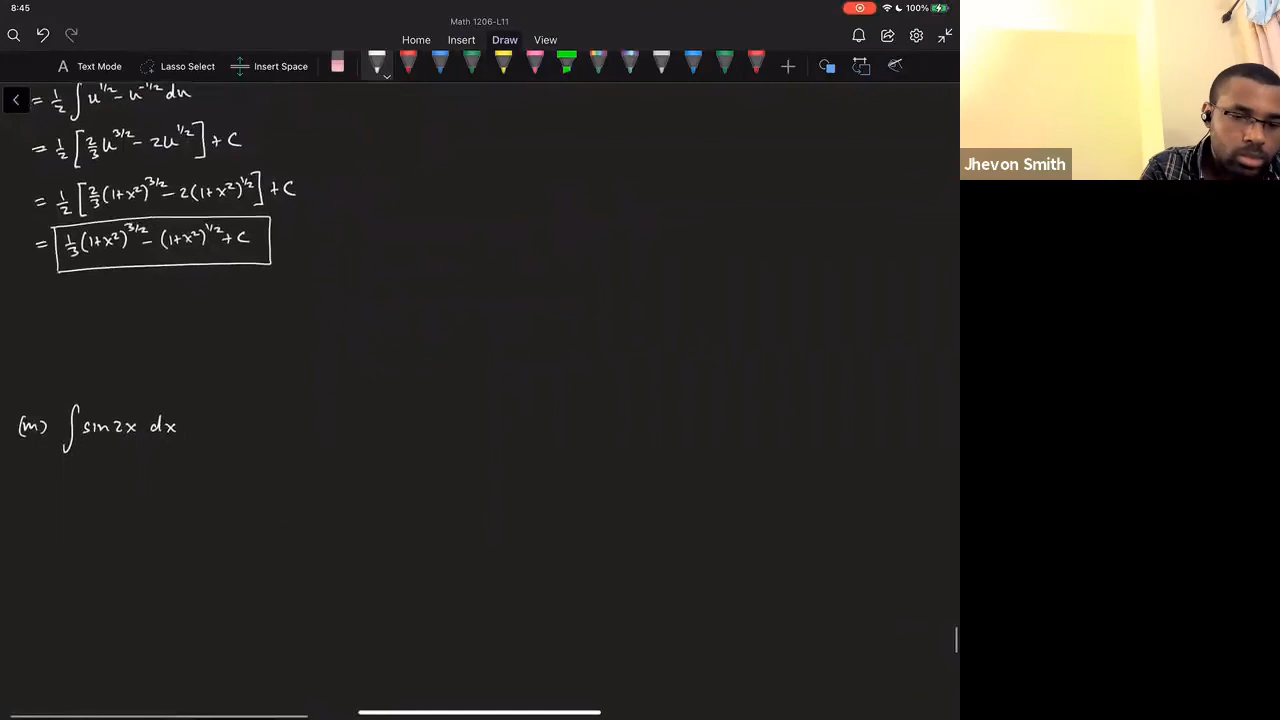 8:45
100%
Math 1206-L11
Home Insert Draw View
Text Mode Lasso Select Insert Space
= 1/2 ∫ u^1/2 - u^-1/2 du
= 1/2 [2/3 u^3/2 - 2u^1/2] + C
= 1/2 [2/3 (1+x²)^3/2 - 2(1+x²)^1/2] + C
= 1/3 (1+x²)^3/2 - (1+x²)^1/2 + C
(m) ∫ sin 2x dx
Jhevon Smith